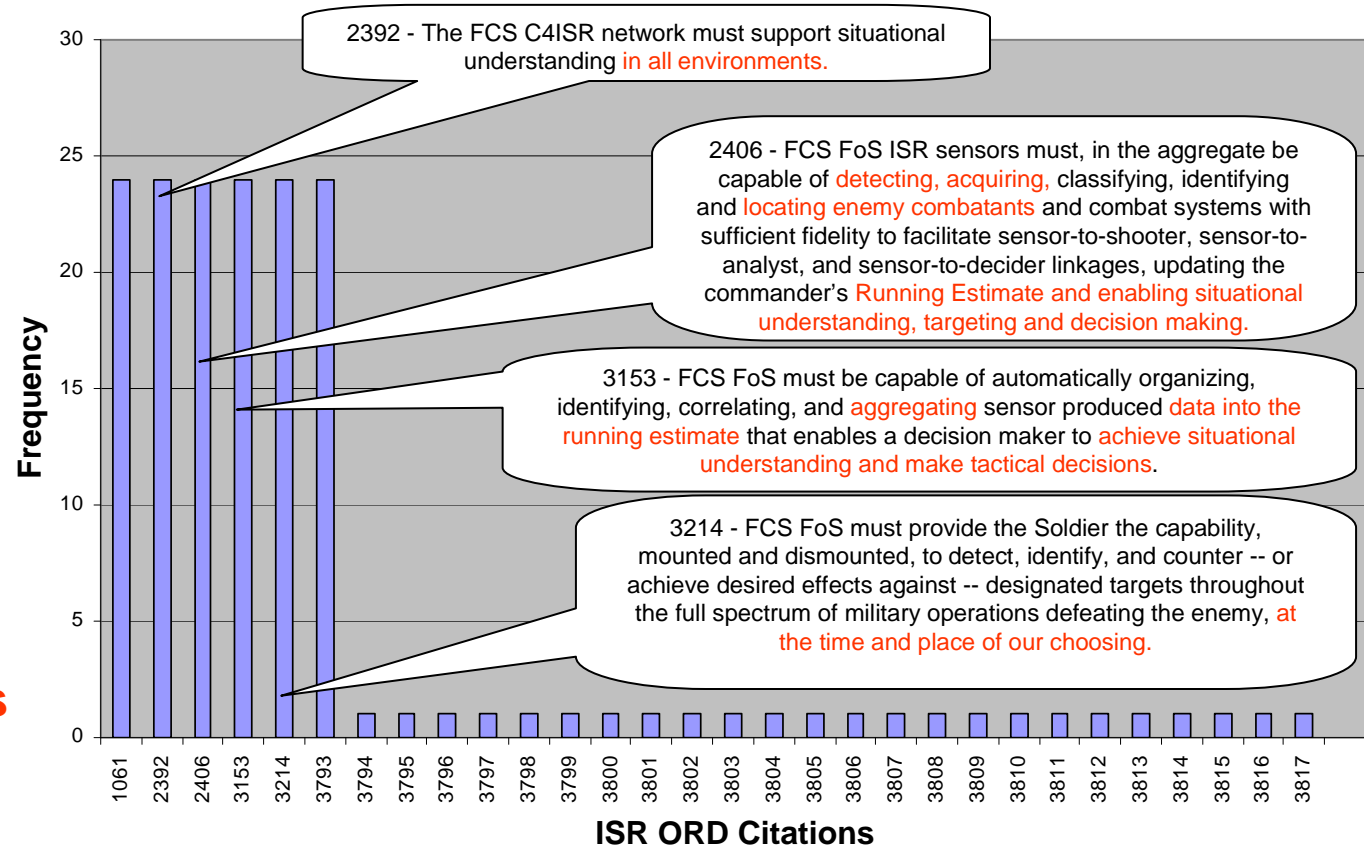 2392 - The FCS C4ISR network must support situational
understanding in all environments.
2406 - FCS FoS ISR sensors must, in the aggregate be
capable of detecting, acquiring, classifying, identifying
and locating enemy combatants and combat systems with
sufficient fidelity to facilitate sensor-to-shooter, sensor-to-
analyst, and sensor-to-decider linkages, updating the
commander’s Running Estimate and enabling situational
understanding, targeting and decision making.
3153 - FCS FoS must be capable of automatically organizing,
identifying, correlating, and aggregating sensor produced data into the
running estimate that enables a decision maker to achieve situational
understanding and make tactical decisions.
3214 - FCS FoS must provide the Soldier the capability,
mounted and dismounted, to detect, identify, and counter -- or
achieve desired effects against -- designated targets throughout
the full spectrum of military operations defeating the enemy, at
the time and place of our choosing.
Frequency
30
25
20
15
10
5
0
s
1061
2392
2406
3153
3214
3793
3794
3795
3796
3797
3798
3799
3800
3801
3802
3803
3804
3805
3806
3807
3808
3809
3810
3811
3812
3813
3814
3815
3816
3817
ISR ORD Citations